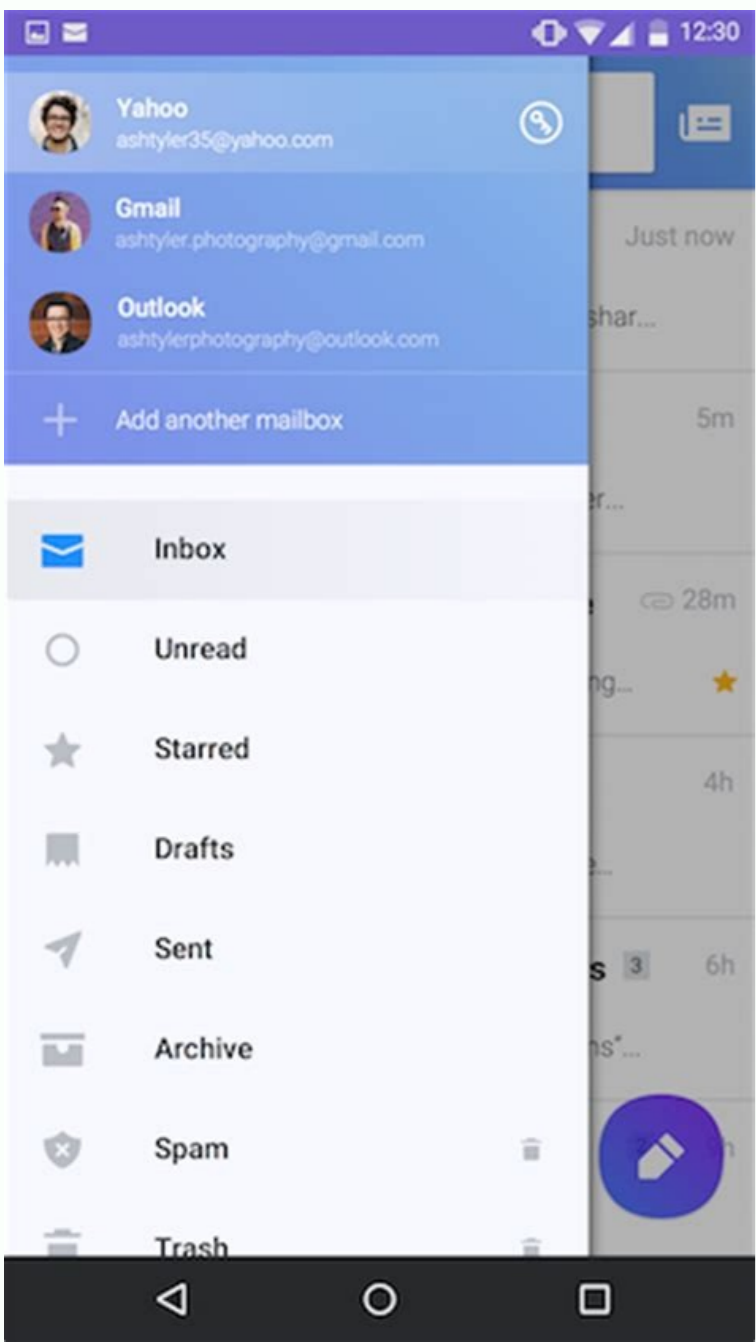 12:30
Yahoo
ashtyler35@yahoo.com
Gmail
ashtyler.photography@gmail.com
Outlook
ashtylerphotography@outlook.com
Add another mailbox
Inbox
Unread
Starred
Drafts
Sent
Archive
Spam
Trash
Just now
shar...
5m
er...
28m
ng...
4h
e...
s 3 6h
ns"...